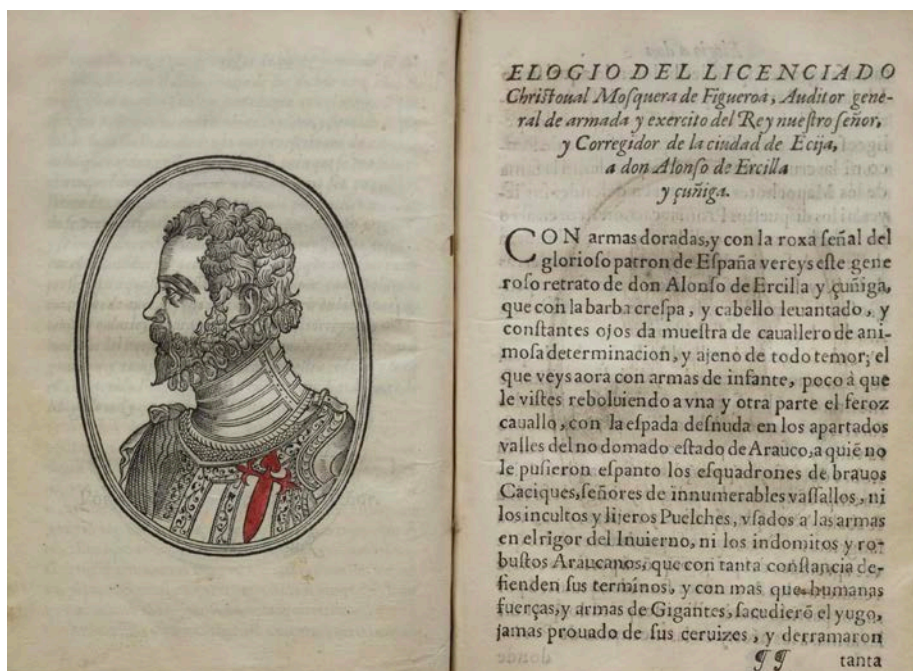 ELOGIO DEL LICENCIADO
Chriſtoual Moſquera de Figueroa, Auditor gene-
ral de armada y exercito del Rey nueſtro ſeñor,
y Corregidor de la ciudad de Ecija,
a don Alonſo de Ercilla
y çuñiga.
CON armas doradas, y con la roxa ſeñal del
glorioſo patron de Eſpaña vereys eſte gene
roſo retrato de don Alonſo de Ercilla y çuñiga,
que con la barba creſpa, y cabello leuantado, y
conſtantes ojos da mueſtra de cauallero de ani-
moſa determinacion, y ajeno de todo temor; el
que veys aora con armas de infante, poco à que
le viſtes reboluiendo a vna y otra parte el feroz
cauallo, con la eſpada deſnuda en los apartados
valles del no domado eſtado de Arauco, a quiẽ no
le puſieron eſpanto los eſquadrones de brauos
Caciques, ſeñores de innumerables vaſſallos, ni
los incultos y lijeros Puelches, vſados a las armas
en el rigor del Inuierno, ni los indomitos y ro-
buſtos Araucanos, que con tanta conſtancia de-
fienden ſus terminos, y con mas que humanas
fuerças, y armas de Gigantes, ſacudierõ el yugo,
jamas prouado de ſus ceruizes, y derramaron
¶¶ tanta